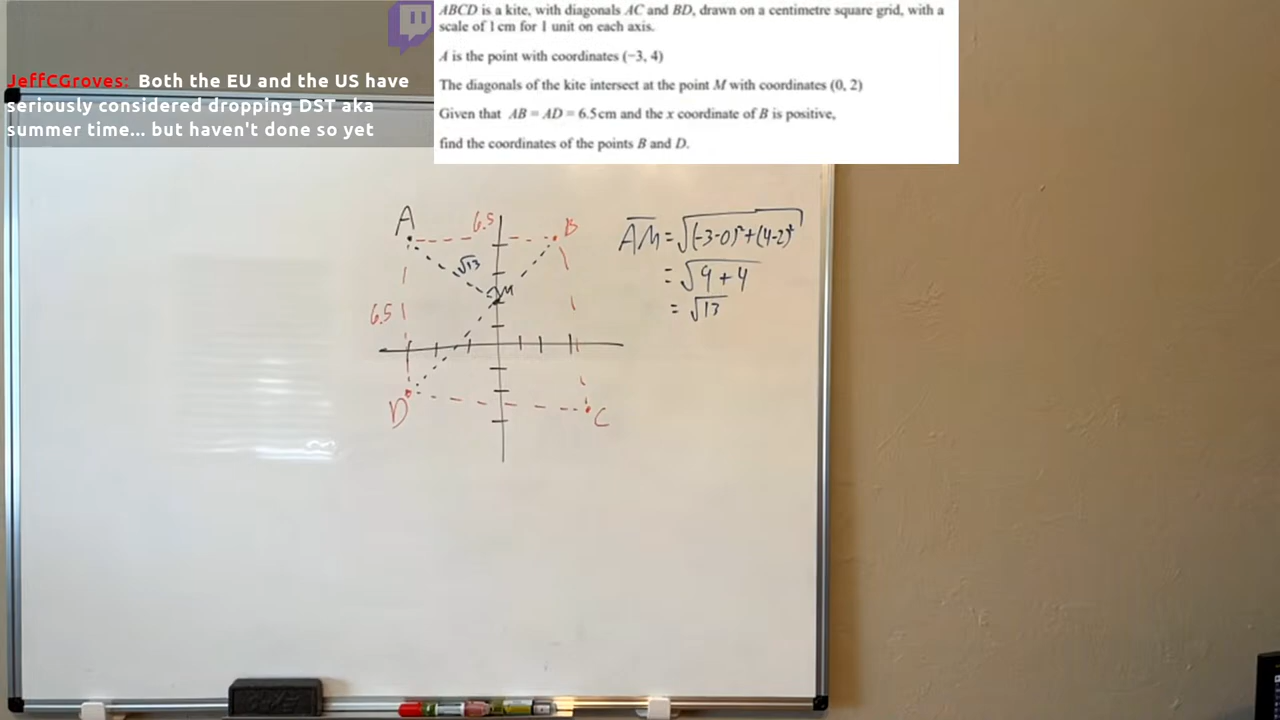 ABCD is a kite, with diagonals AC and BD, drawn on a centimetre square grid, with a
scale of 1 cm for 1 unit on each axis.
A is the point with coordinates (−3, 4)
The diagonals of the kite intersect at the point M with coordinates (0, 2)
Given that AB = AD = 6.5 cm and the x coordinate of B is positive,
find the coordinates of the points B and D.
JeffCGroves: Both the EU and the US have
seriously considered dropping DST aka
summer time... but haven't done so yet
A
6.5
B
√13
M
6.5
D
C
AM = √(-3-0)²+(4-2)²
= √9+4
= √13